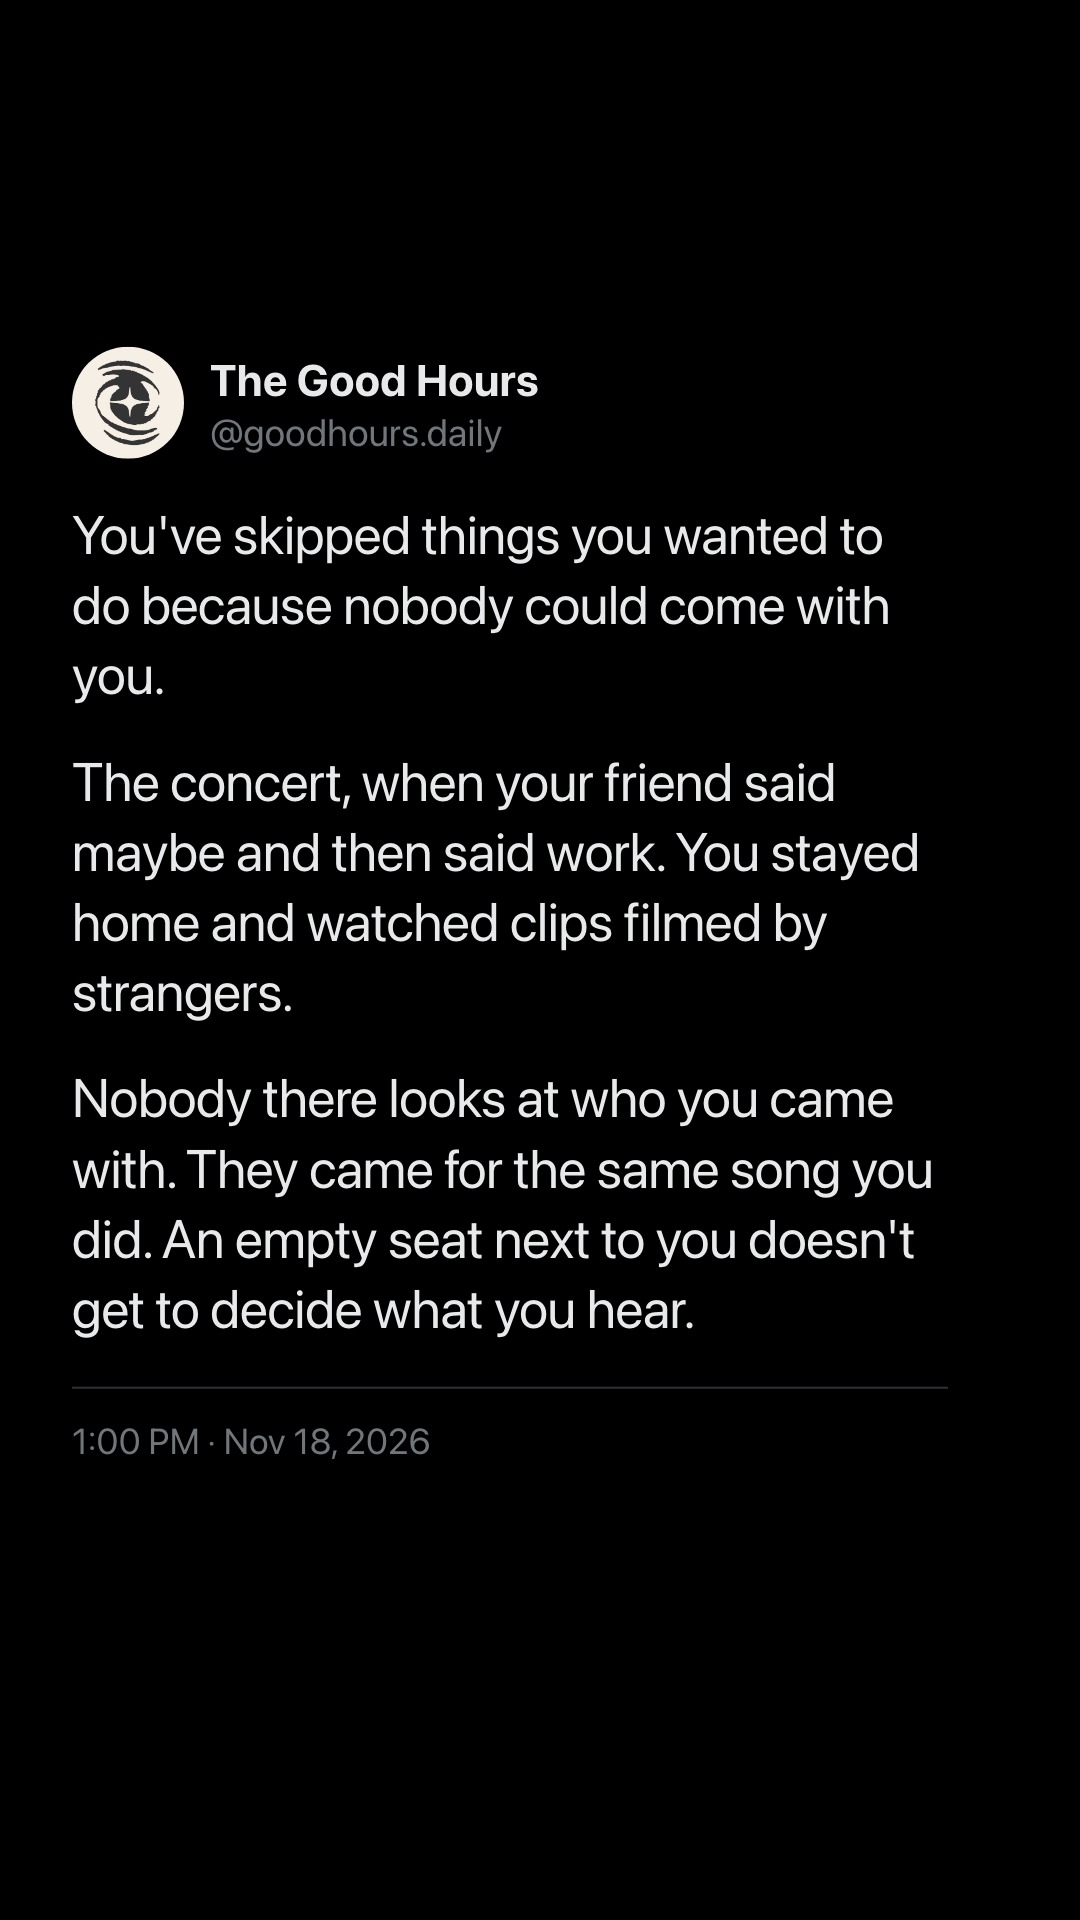 The Good Hours
@goodhours.daily
You've skipped things you wanted to
do because nobody could come with
you.
The concert, when your friend said
maybe and then said work. You stayed
home and watched clips filmed by
strangers.
Nobody there looks at who you came
with. They came for the same song you
did. An empty seat next to you doesn't
get to decide what you hear.
1:00 PM · Nov 18, 2026